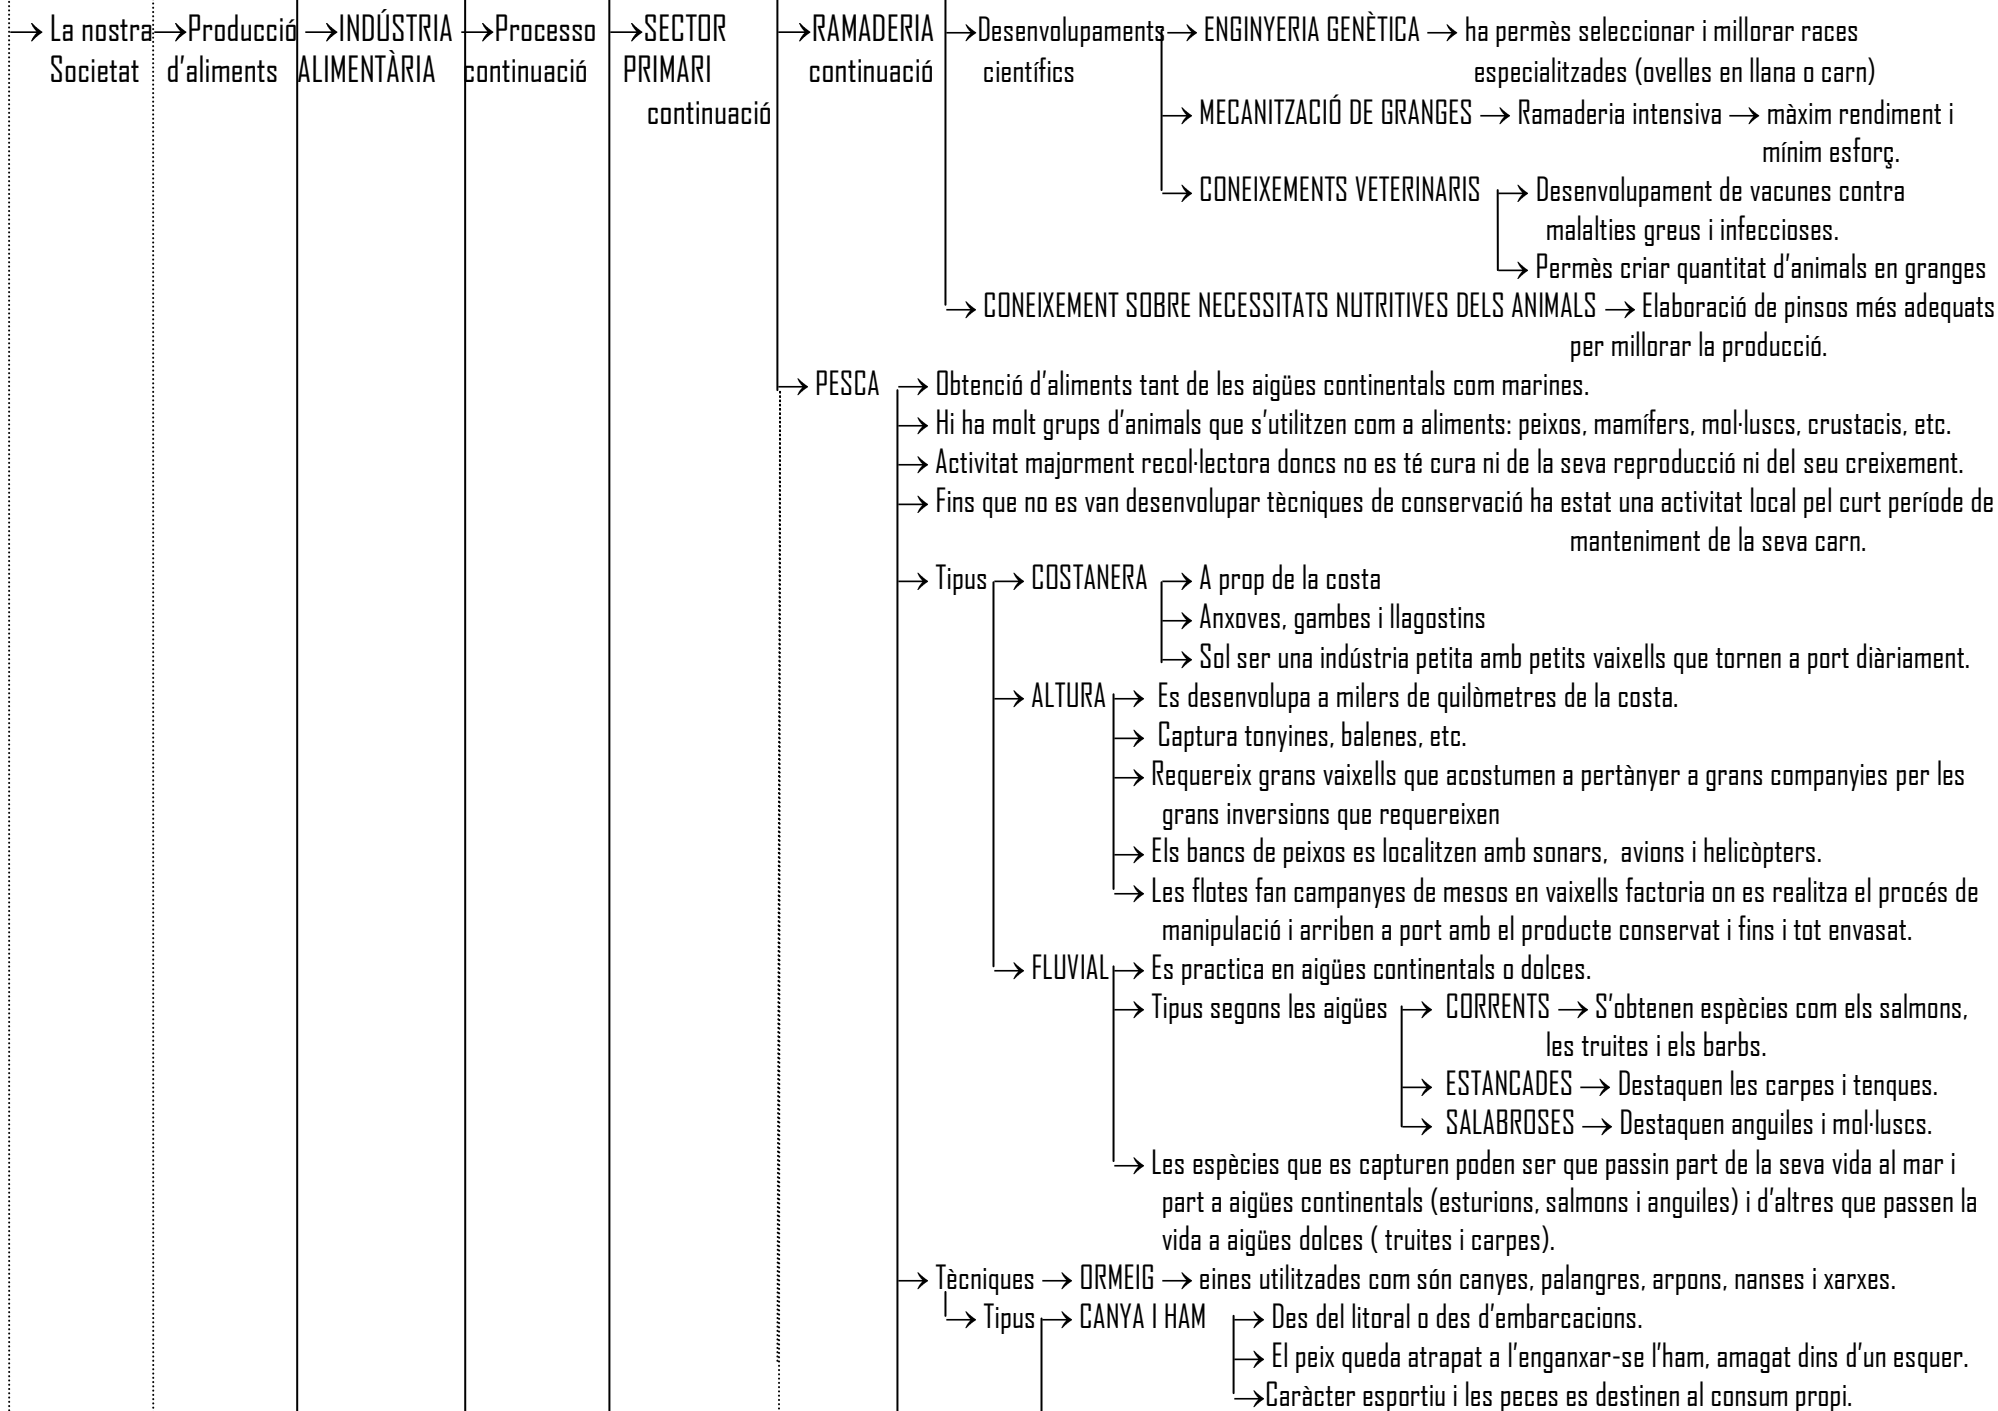 → La nostra →Producció →INDÚSTRIA →Processo →SECTOR →RAMADERIA →Desenvolupaments → ENGINYERIA GENÈTICA → ha permès seleccionar i millorar races
Societat d'aliments ALIMENTÀRIA continuació PRIMARI continuació científics especialitzades (ovelles en llana o carn)
continuació → MECANITZACIÓ DE GRANGES → Ramaderia intensiva → màxim rendiment i
mínim esforç.
→ CONEIXEMENTS VETERINARIS → Desenvolupament de vacunes contra
malalties greus i infeccioses.
→ Permès criar quantitat d'animals en granges
→ CONEIXEMENT SOBRE NECESSITATS NUTRITIVES DELS ANIMALS → Elaboració de pinsos més adequats
per millorar la producció.
→ PESCA → Obtenció d'aliments tant de les aigües continentals com marines.
→ Hi ha molt grups d'animals que s'utilitzen com a aliments: peixos, mamífers, mol·luscs, crustacis, etc.
→ Activitat majorment recol·lectora doncs no es té cura ni de la seva reproducció ni del seu creixement.
→ Fins que no es van desenvolupar tècniques de conservació ha estat una activitat local pel curt període de
manteniment de la seva carn.
→ Tipus → COSTANERA → A prop de la costa
→ Anxoves, gambes i llagostins
→ Sol ser una indústria petita amb petits vaixells que tornen a port diàriament.
→ ALTURA → Es desenvolupa a milers de quilòmetres de la costa.
→ Captura tonyines, balenes, etc.
→ Requereix grans vaixells que acostumen a pertànyer a grans companyies per les
grans inversions que requereixen
→ Els bancs de peixos es localitzen amb sonars, avions i helicòpters.
→ Les flotes fan campanyes de mesos en vaixells factoria on es realitza el procés de
manipulació i arriben a port amb el producte conservat i fins i tot envasat.
→ FLUVIAL → Es practica en aigües continentals o dolces.
→ Tipus segons les aigües → CORRENTS → S'obtenen espècies com els salmons,
les truites i els barbs.
→ ESTANCADES → Destaquen les carpes i tenques.
→ SALABROSES → Destaquen anguiles i mol·luscs.
→ Les espècies que es capturen poden ser que passin part de la seva vida al mar i
part a aigües continentals (esturions, salmons i anguiles) i d'altres que passen la
vida a aigües dolces ( truites i carpes).
→ Tècniques → ORMEIG → eines utilitzades com són canyes, palangres, arpons, nanses i xarxes.
→ Tipus → CANYA I HAM → Des del litoral o des d'embarcacions.
→ El peix queda atrapat a l'enganxar-se l'ham, amagat dins d'un esquer.
→Caràcter esportiu i les peces es destinen al consum propi.